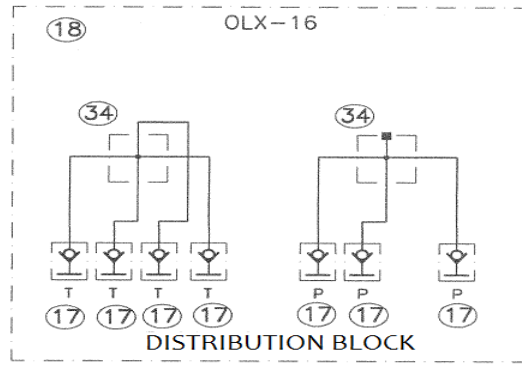 18 OLX-16
34 34
T T T T P P P
17 17 17 17 17 17 17
DISTRIBUTION BLOCK